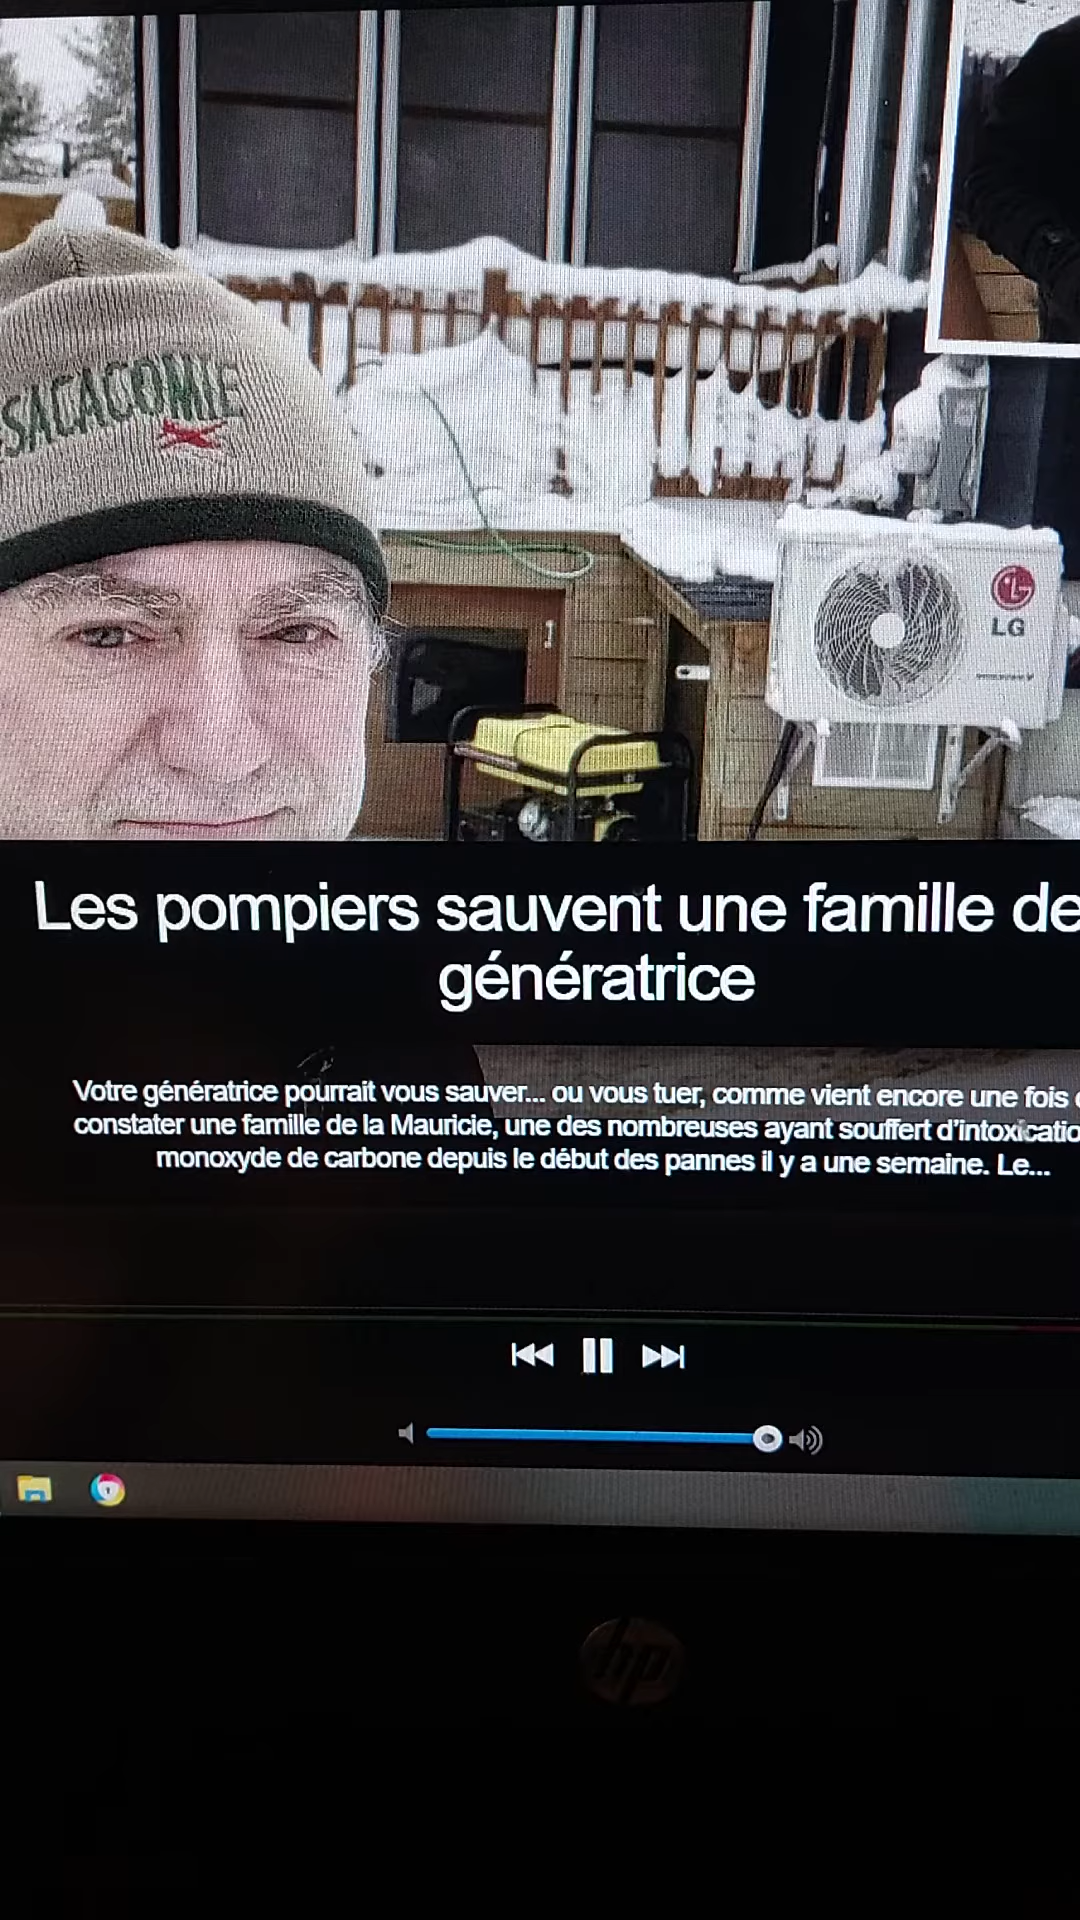 SACACOMIE
LG
Les pompiers sauvent une famille de
génératrice
Votre génératrice pourrait vous sauver... ou vous tuer, comme vient encore une fois
constater une famille de la Mauricie, une des nombreuses ayant souffert d'intoxicatio
monoxyde de carbone depuis le début des pannes il y a une semaine. Le...
hp